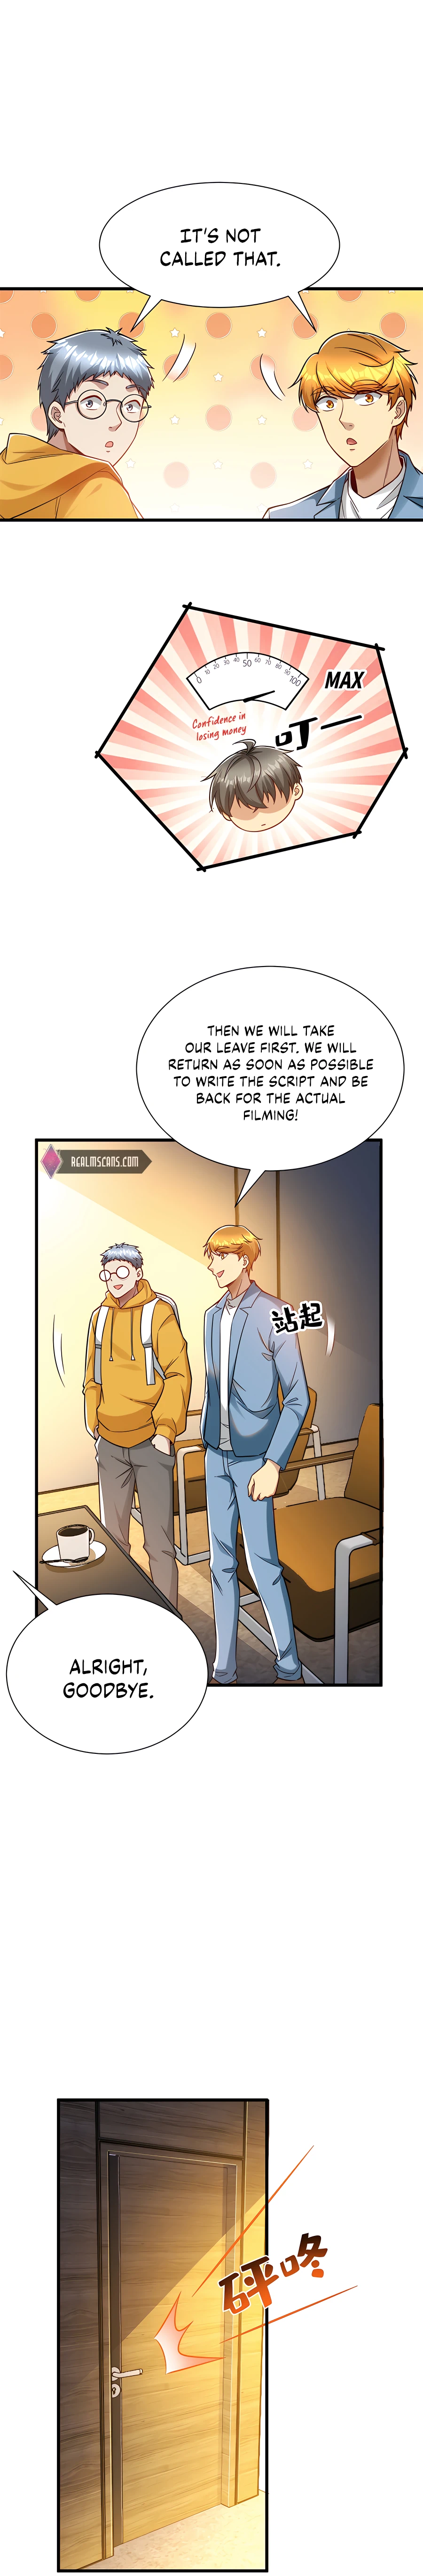 IT'S NOT
CALLED THAT.
0 10 20 30 40 50 60 70 80 90 100
MAX
Confidence in
losing money
叮一
THEN WE WILL TAKE
OUR LEAVE FIRST. WE WILL
RETURN AS SOON AS POSSIBLE
TO WRITE THE SCRIPT AND BE
BACK FOR THE ACTUAL
FILMING!
REALMSCANS.COM
站起
ALRIGHT,
GOODBYE.
砰咚